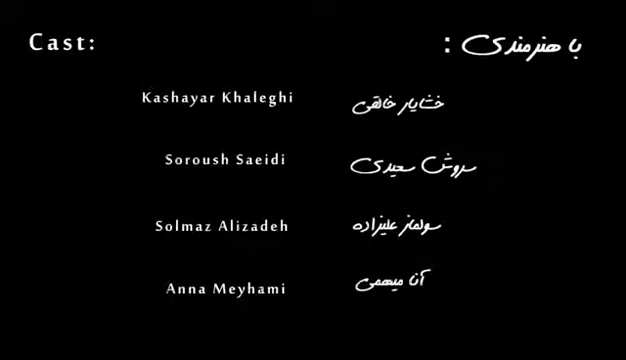 Cast: با هنرمندی :
Kashayar Khaleghi خشایار خالقی
Soroush Saeidi سروش سعیدی
Solmaz Alizadeh سولماز علیزاده
Anna Meyhami آنا میهمی